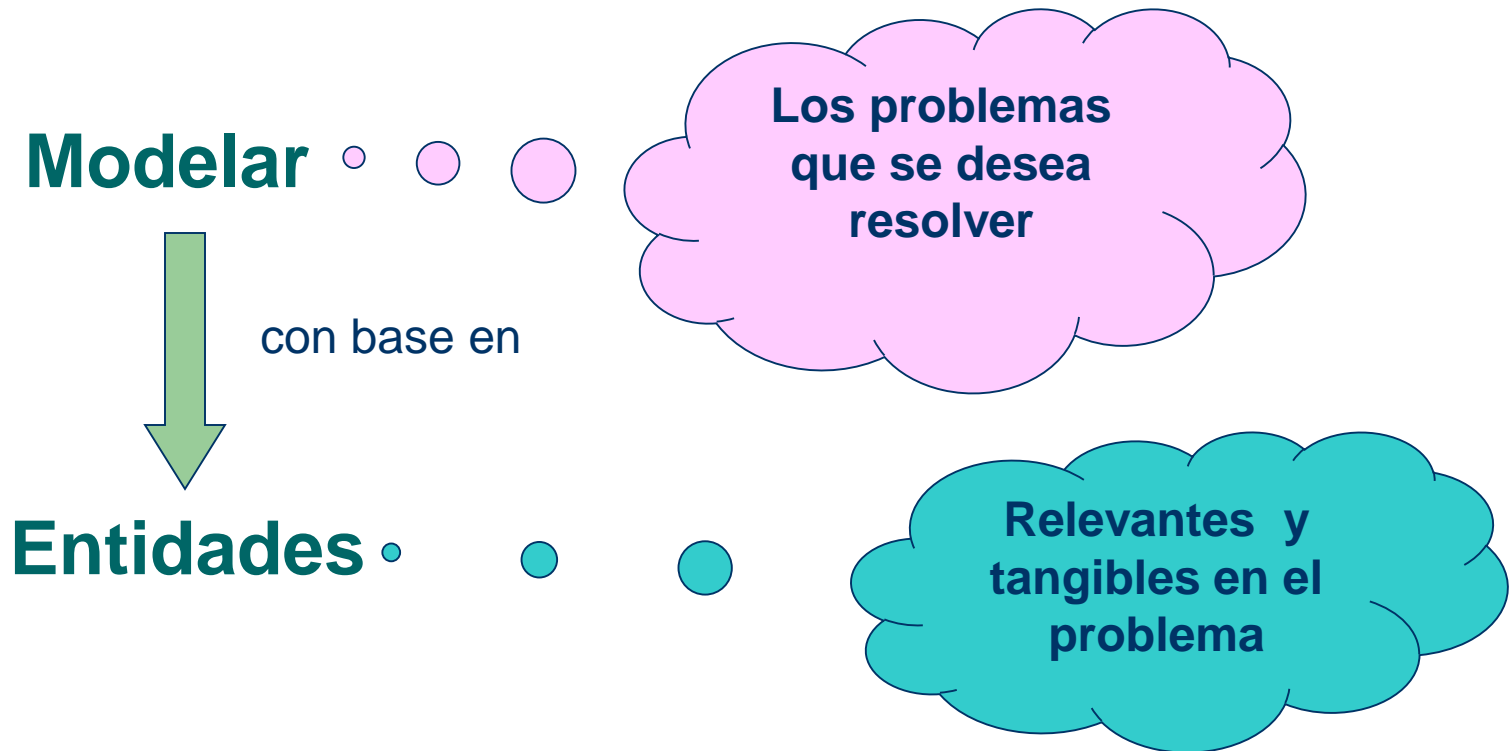 Los problemas
que se desea
resolver
Modelar
con base en
Entidades
Relevantes y
tangibles en el
problema